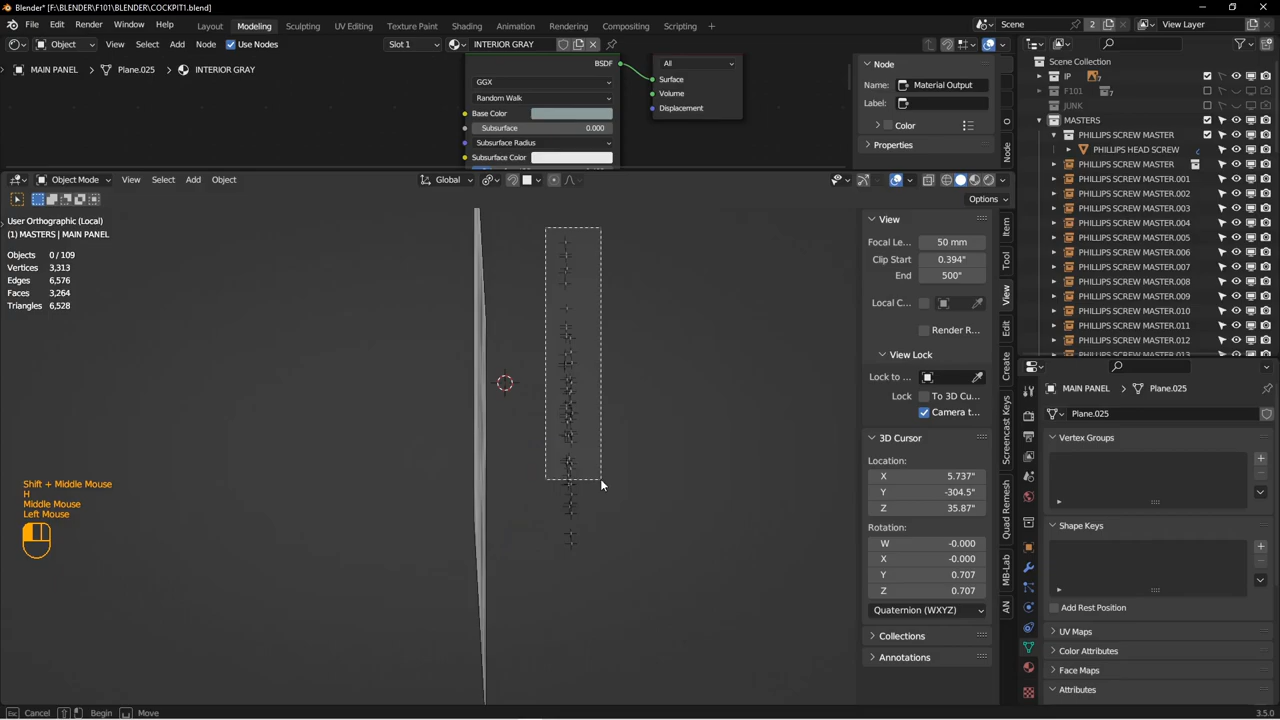 Blender* [F:\BLENDER\F101\BLENDER\COCKPIT1.blend]
File Edit Render Window Help Layout Modeling Sculpting UV Editing Texture Paint Shading Animation Rendering Compositing Scripting + Scene 2 View Layer
Object View Select Add Node Use Nodes Slot 1 INTERIOR GRAY
MAIN PANEL > Plane.025 > INTERIOR GRAY
BSDF
GGX
Random Walk
Base Color
Subsurface 0.000
Subsurface Radius
Subsurface Color
All
Surface
Volume
Displacement
Node
Name: Material Output
Label:
Color
Properties
Node
Object Mode View Select Add Object Global
Options
User Orthographic (Local)
(1) MASTERS | MAIN PANEL
Objects 0/109
Vertices 3,313
Edges 6,576
Faces 3,264
Triangles 6,528
Shift + Middle Mouse
H
Middle Mouse
Left Mouse
View
Focal Le... 50 mm
Clip Start 0.394"
End 500"
Local C...
Render R...
View Lock
Lock to ...
Lock To 3D Cu...
Camera t...
3D Cursor
Location:
X 5.737"
Y -304.5"
Z 35.87"
Rotation:
W -0.000
X -0.000
Y 0.707
Z 0.707
Quaternion (WXYZ)
Collections
Annotations
Item
Tool
View
Edit
Create
Screencast Keys
Quad Remesh
MB-Lab
AN
Scene Collection
IP 7
F101 7
JUNK
MASTERS
PHILLIPS SCREW MASTER
PHILLIPS HEAD SCREW
PHILLIPS SCREW MASTER
PHILLIPS SCREW MASTER.001
PHILLIPS SCREW MASTER.002
PHILLIPS SCREW MASTER.003
PHILLIPS SCREW MASTER.004
PHILLIPS SCREW MASTER.005
PHILLIPS SCREW MASTER.006
PHILLIPS SCREW MASTER.007
PHILLIPS SCREW MASTER.008
PHILLIPS SCREW MASTER.009
PHILLIPS SCREW MASTER.010
PHILLIPS SCREW MASTER.011
PHILLIPS SCREW MASTER.012
MAIN PANEL > Plane.025
Plane.025
Vertex Groups
Shape Keys
Add Rest Position
UV Maps
Color Attributes
Face Maps
Attributes
Cancel Begin Move 3.5.0